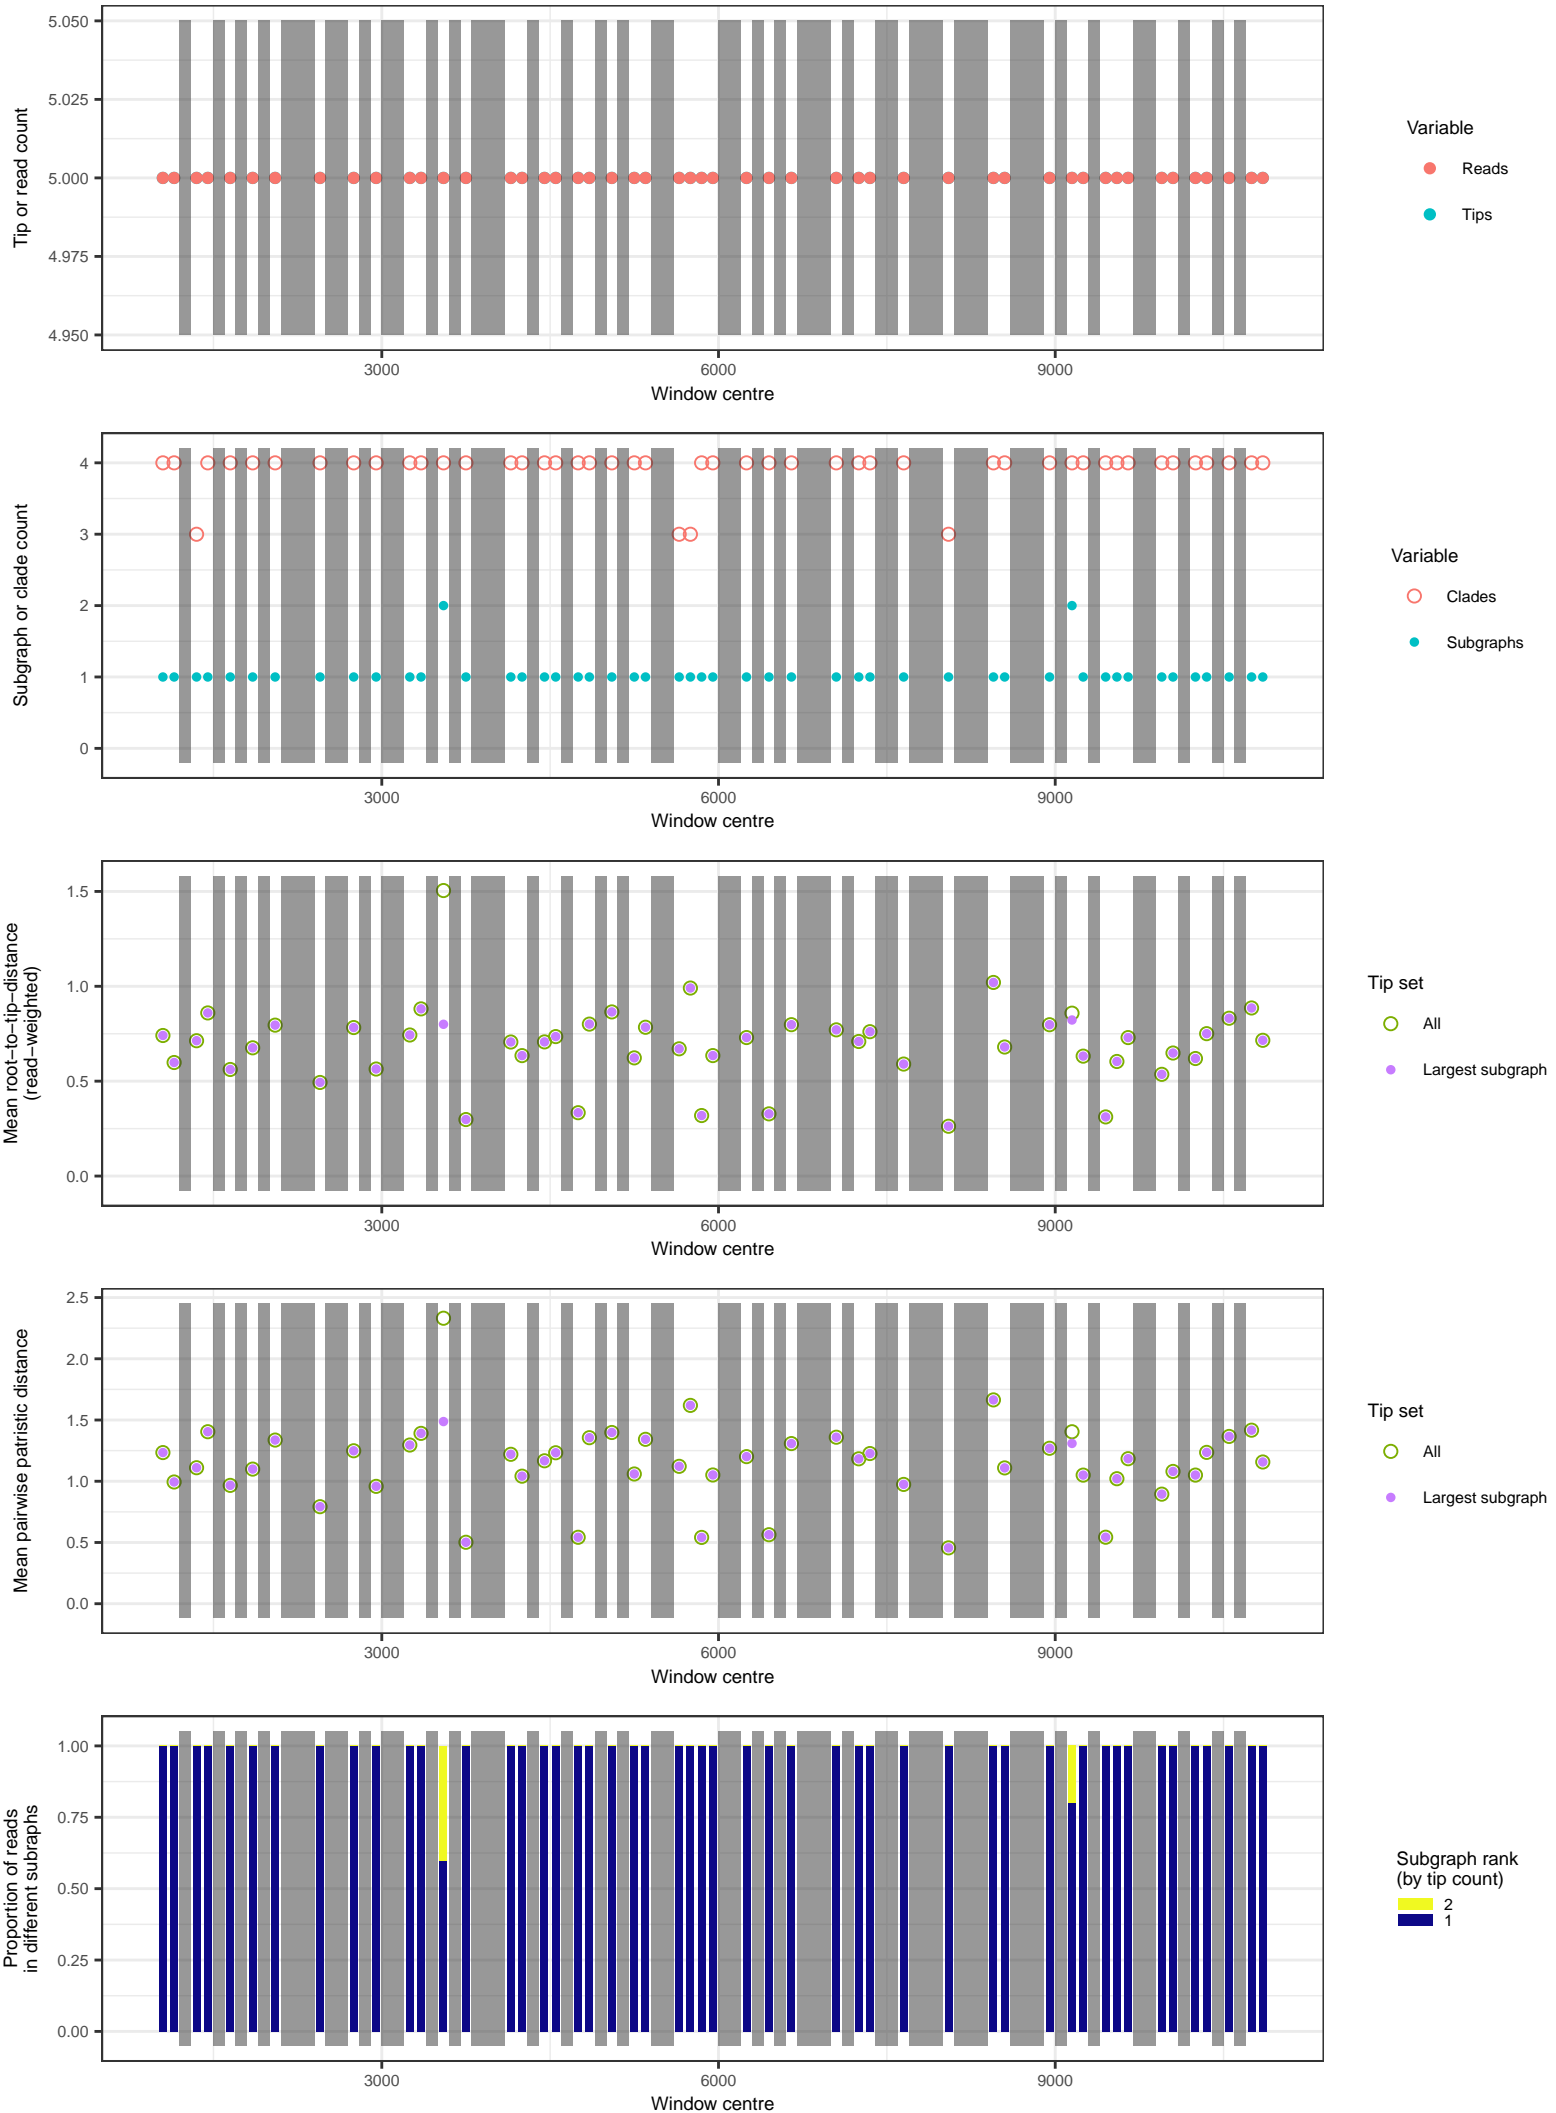 5.050
5.025
5.000
4.975
4.950
Tip or read count
3000
6000
9000
Window centre
Variable
Reads
Tips
4
3
2
1
0
Subgraph or clade count
3000
6000
9000
Window centre
Variable
Clades
Subgraphs
1.5
1.0
0.5
0.0
Mean root−to−tip−distance
(read−weighted)
3000
6000
9000
Window centre
Tip set
All
Largest subgraph
2.5
2.0
1.5
1.0
0.5
0.0
Mean pairwise patristic distance
3000
6000
9000
Window centre
Tip set
All
Largest subgraph
1.00
0.75
0.50
0.25
0.00
Proportion of reads
in different subraphs
3000
6000
9000
Window centre
Subgraph rank
(by tip count)
2
1